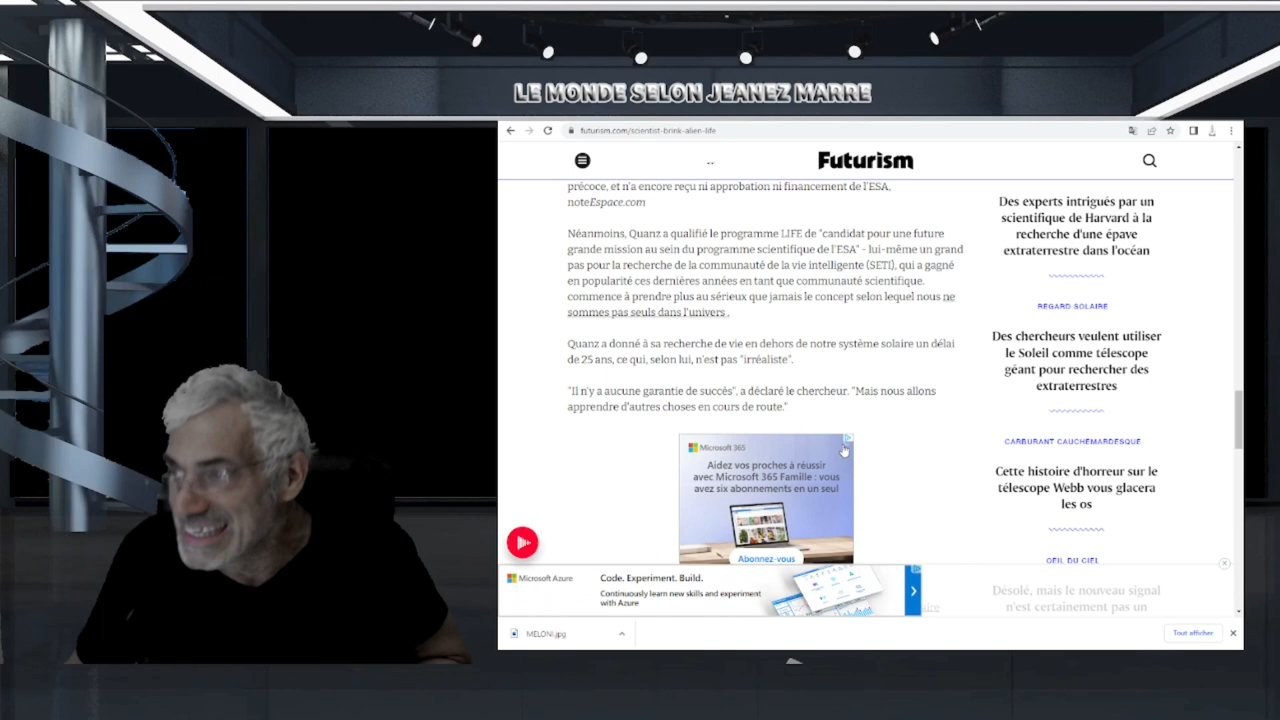 LE MONDE SELON JEANEZ MARRE
futurism.com/scientist-brink-alien-life
Futurism
précoce, et n'a encore reçu ni approbation ni financement de l'ESA,
noteEspace.com
Néanmoins, Quanz a qualifié le programme LIFE de "candidat pour une future
grande mission au sein du programme scientifique de l'ESA" - lui-même un grand
pas pour la recherche de la communauté de la vie intelligente (SETI), qui a gagné
en popularité ces dernières années en tant que communauté scientifique.
commence à prendre plus au sérieux que jamais le concept selon lequel nous ne
sommes pas seuls dans l'univers .
Quanz a donné à sa recherche de vie en dehors de notre système solaire un délai
de 25 ans, ce qui, selon lui, n'est pas "irréaliste".
"Il n'y a aucune garantie de succès", a déclaré le chercheur. "Mais nous allons
apprendre d'autres choses en cours de route."
Microsoft 365
Aidez vos proches à réussir
avec Microsoft 365 Famille : vous
avez six abonnements en un seul
Abonnez-vous
Des experts intrigués par un
scientifique de Harvard à la
recherche d'une épave
extraterrestre dans l'océan
REGARD SOLAIRE
Des chercheurs veulent utiliser
le Soleil comme télescope
géant pour rechercher des
extraterrestres
CARBURANT CAUCHEMARDESQUE
Cette histoire d'horreur sur le
télescope Webb vous glacera
les os
OEIL DU CIEL
Désolé, mais le nouveau signal
n'est certainement pas un
Microsoft Azure
Code. Experiment. Build.
Continuously learn new skills and experiment
with Azure
aire
MELONI.jpg
Tout afficher